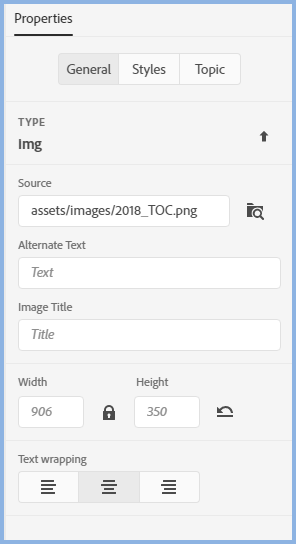 Properties
General Styles Topic
TYPE
Img
Source
assets/images/2018_TOC.png
Alternate Text
Text
Image Title
Title
Width Height
906 350
Text wrapping